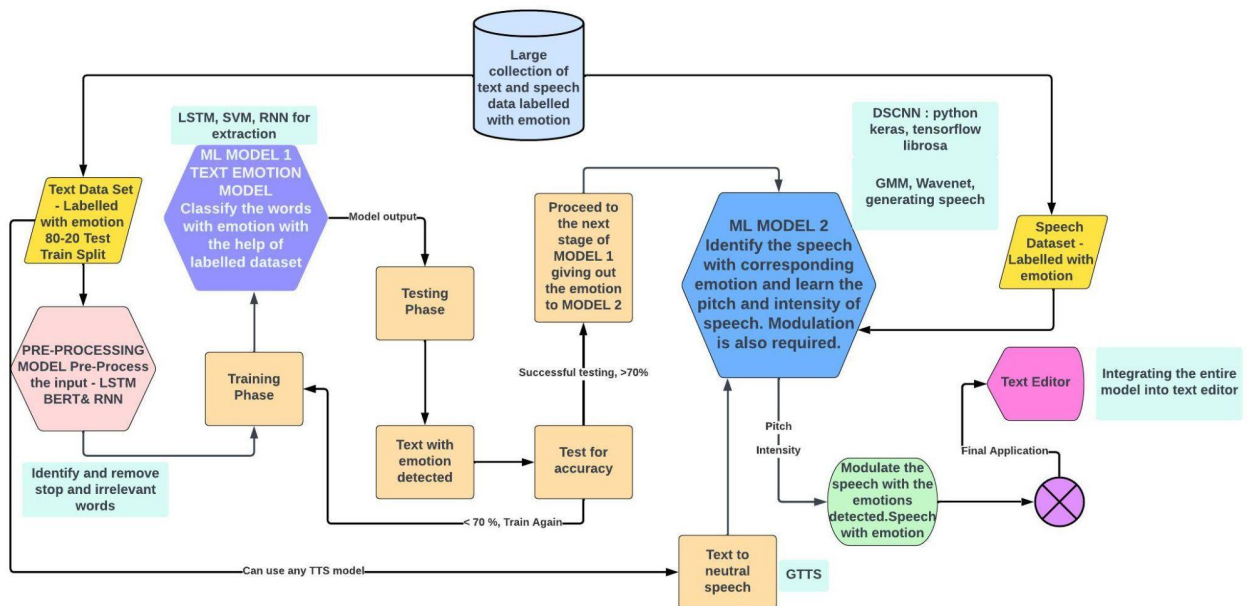 Large
collection of
text and speech
data labelled
with emotion
LSTM, SVM, RNN for
extraction
ML MODEL 1
TEXT EMOTION
MODEL
Classify the words
with emotion with
the help of
labelled dataset
Text Data Set
- Labelled
with emotion
80-20 Test
Train Split
PRE-PROCESSING
MODEL Pre-Process
the input - LSTM
BERT& RNN
Identify and remove
stop and irrelevant
words
Training
Phase
Model output
Testing
Phase
Text with
emotion
detected
Test for
accuracy
< 70 %, Train Again
Successful testing, >70%
Proceed to
the next
stage of
MODEL 1
giving out
the emotion
to MODEL 2
ML MODEL 2
Identify the speech
with corresponding
emotion and learn the
pitch and intensity of
speech. Modulation
is also required.
DSCNN : python
keras, tensorflow
librosa
GMM, Wavenet,
generating speech
Speech
Dataset -
Labelled with
emotion
Can use any TTS model
Text to
neutral
speech
GTTS
Pitch
Intensity
Modulate the
speech with the
emotions
detected.Speech
with emotion
Final Application
Text Editor
Integrating the entire
model into text editor